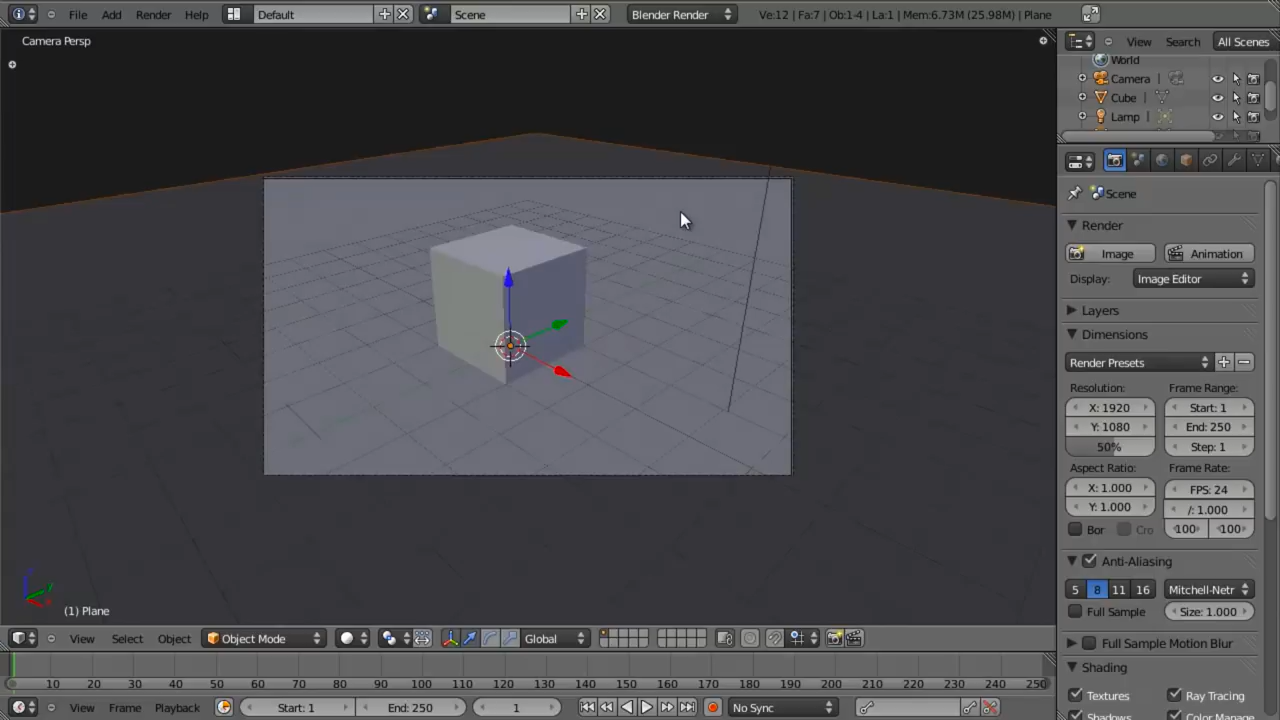 File Add Render Help Default Scene Blender Render Ve:12 | Fa:7 | Ob:1-4 | La:1 | Mem:6.73M (25.98M) | Plane
Camera Persp
View Search All Scenes
World
Camera
Cube
Lamp
Scene
Render
Image Animation
Display: Image Editor
Layers
Dimensions
Render Presets
Resolution: Frame Range:
X: 1920 Start: 1
Y: 1080 End: 250
50% Step: 1
Aspect Ratio: Frame Rate:
X: 1.000 FPS: 24
Y: 1.000 /: 1.000
Bor Cro 100 100
Anti-Aliasing
5 8 11 16 Mitchell-Netr
Full Sample Size: 1.000
(1) Plane
View Select Object Object Mode Global
Full Sample Motion Blur
Shading
Textures Ray Tracing
Shadows Color Manage
10 20 30 40 50 60 70 80 90 100 110 120 130 140 150 160 170 180 190 200 210 220 230 240 250
View Frame Playback Start: 1 End: 250 1 No Sync